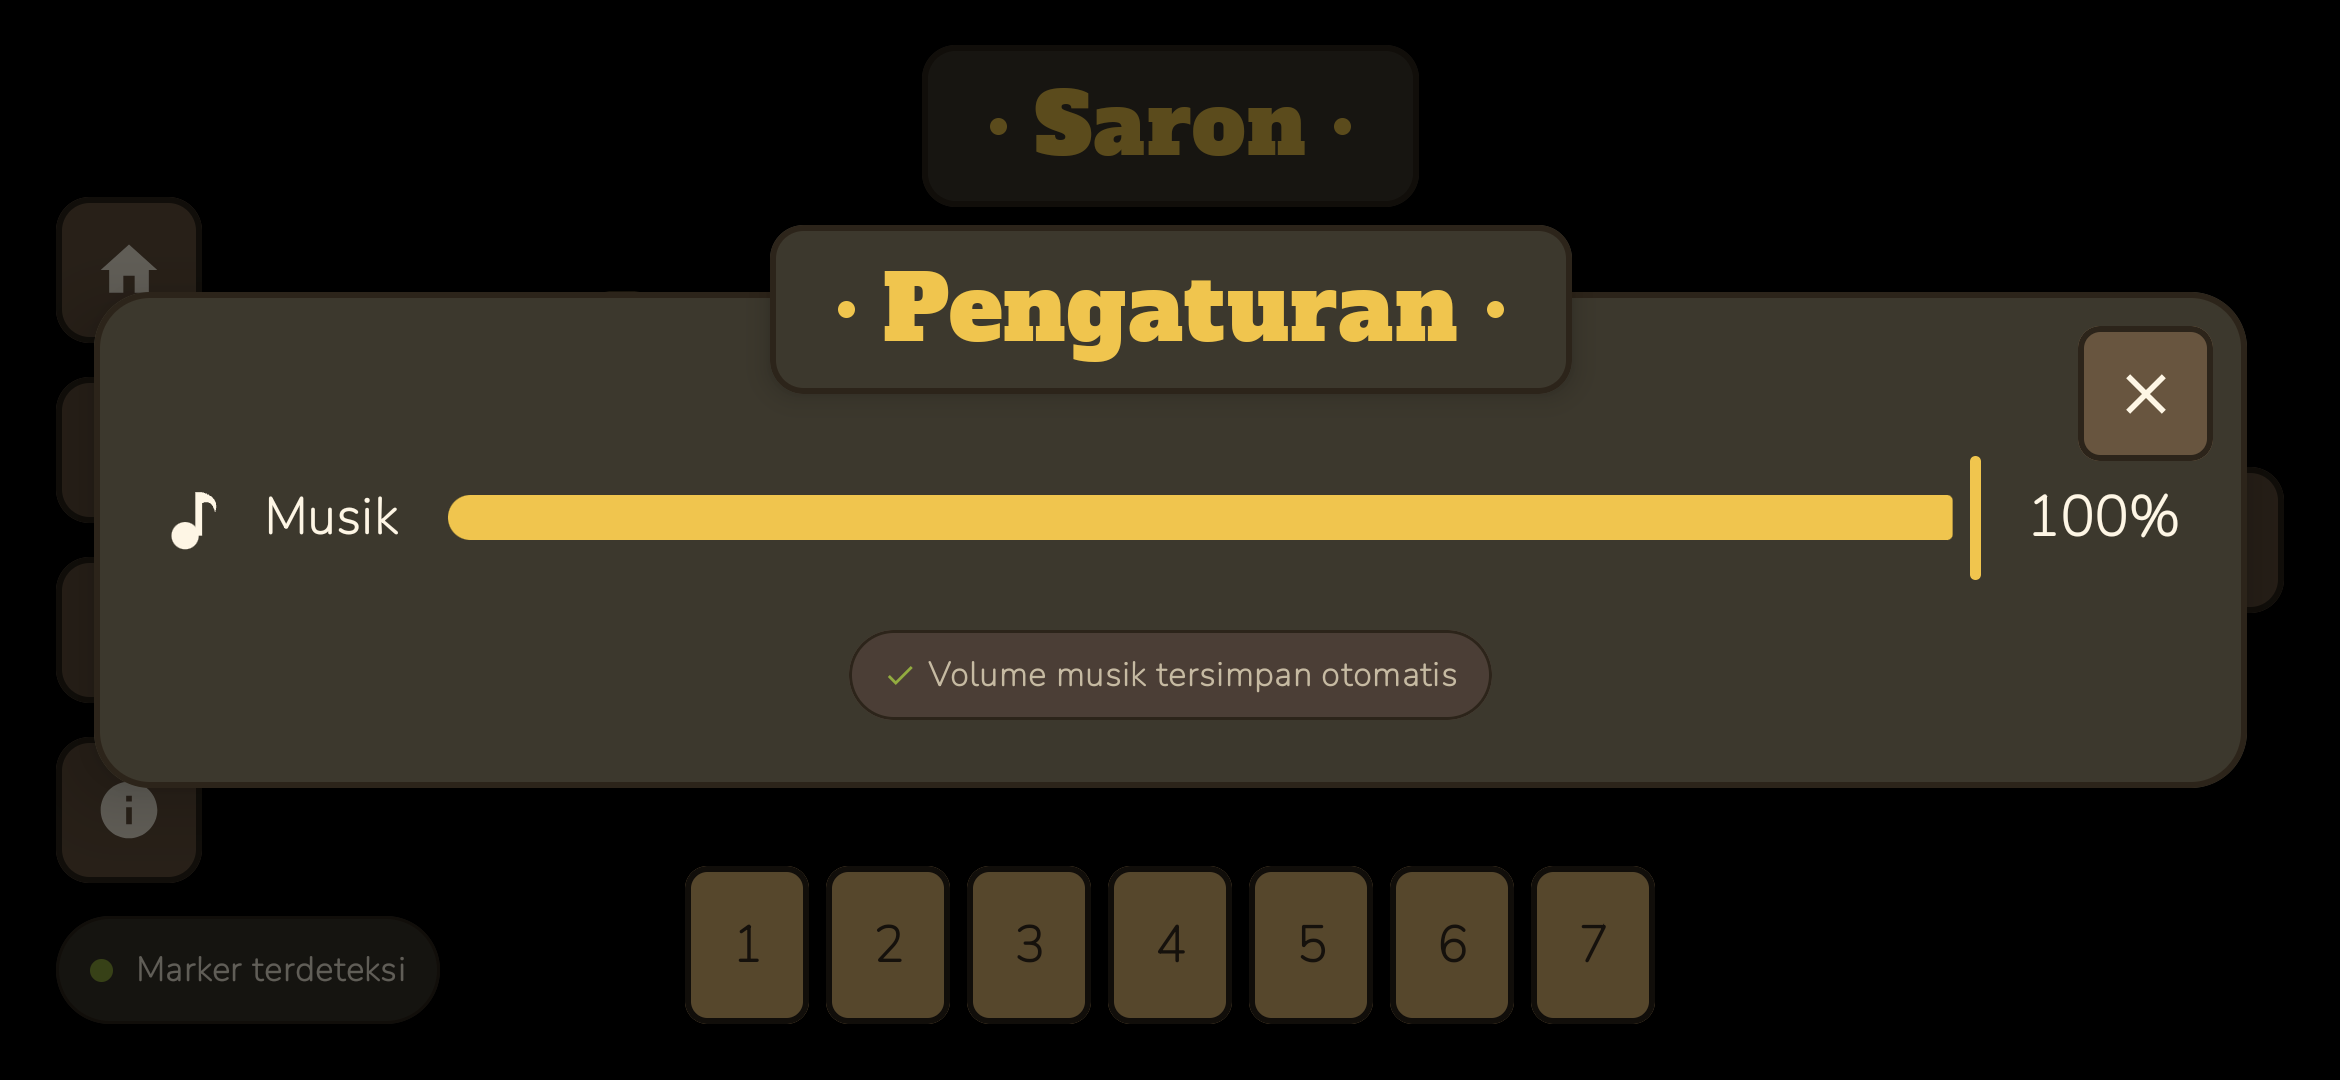 • Saron •
• Pengaturan •
Musik 100%
Volume musik tersimpan otomatis
1 2 3 4 5 6 7
Marker terdeteksi